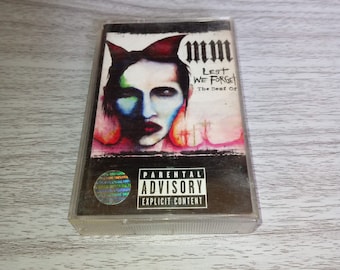 mm
LEST
WE FORGET
The Best Of
PARENTAL
ADVISORY
EXPLICIT CONTENT